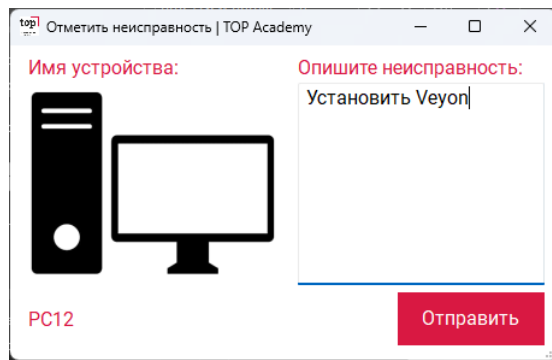 top
Отметить неисправность | TOP Academy
Имя устройства:
Опишите неисправность:
Установить Veyon
PC12
Отправить